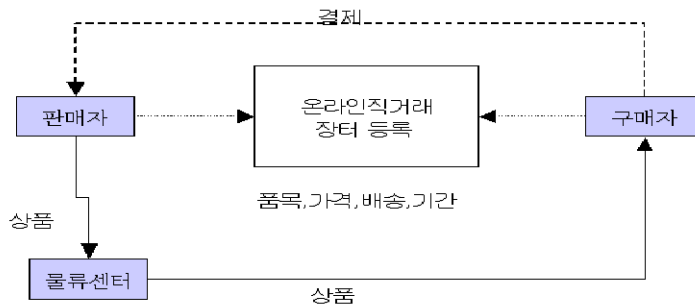 결제
판매자
온라인직거래
장터 등록
구매자
품목,가격,배송,기간
상품
물류센터
상품